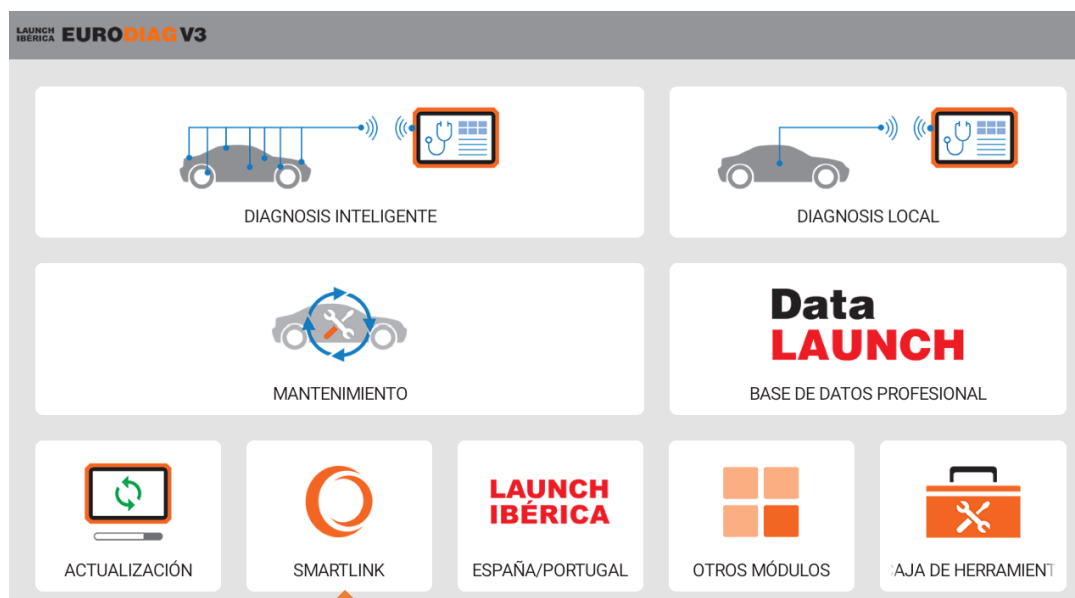 LAUNCH
IBÉRICA EURODIAG V3
DIAGNOSIS INTELIGENTE
DIAGNOSIS LOCAL
MANTENIMIENTO
Data
LAUNCH
BASE DE DATOS PROFESIONAL
ACTUALIZACIÓN
SMARTLINK
LAUNCH
IBÉRICA
ESPAÑA/PORTUGAL
OTROS MÓDULOS
AJA DE HERRAMIENT